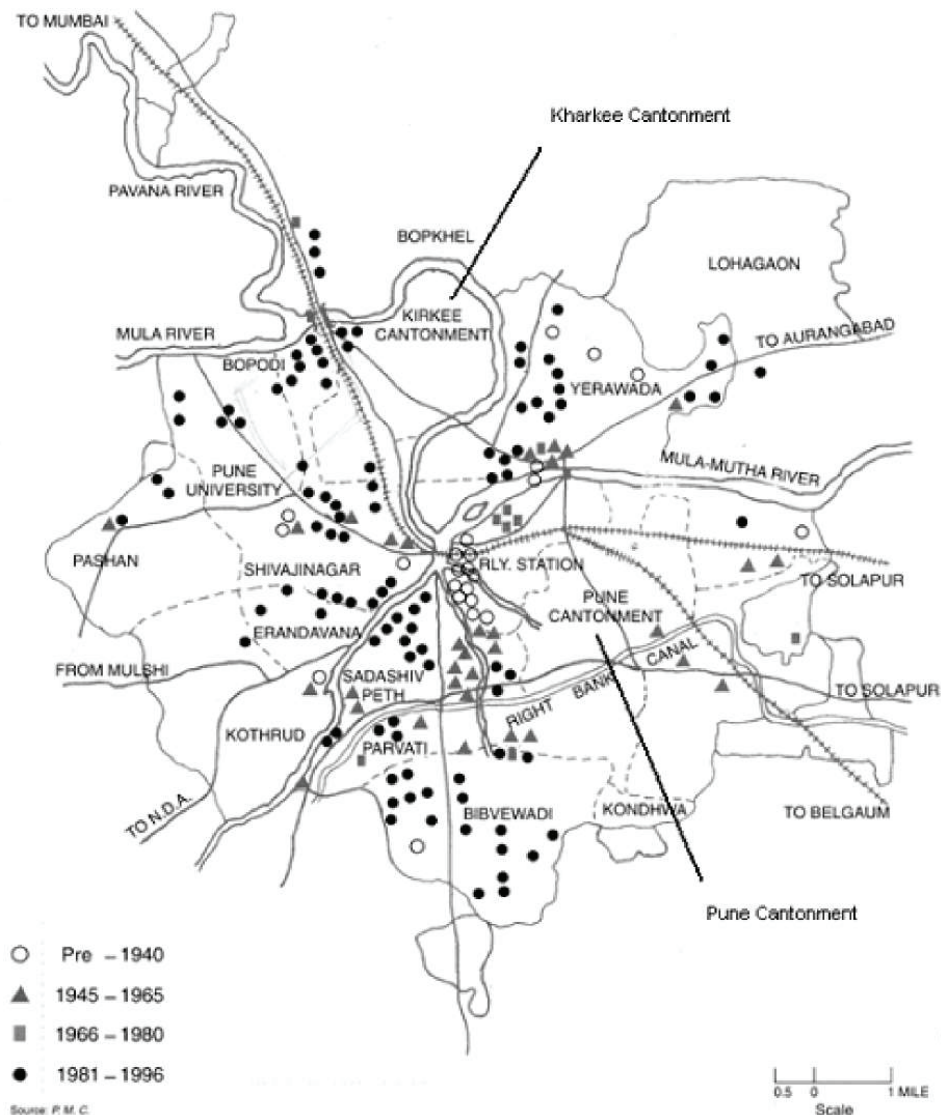 TO MUMBAI
Kharkee Cantonment
PAVANA RIVER
BOPKHEL
LOHAGAON
KIRKEE
CANTONMENT
MULA RIVER
TO AURANGABAD
BOPODI
YERAWADA
PUNE
UNIVERSITY
MULA-MUTHA RIVER
PASHAN
SHIVAJINAGAR
RLY. STATION
TO SOLAPUR
PUNE
CANTONMENT
ERANDAVANA
FROM MULSHI
SADASHIV
PETH
RIGHT BANK CANAL
TO SOLAPUR
KOTHRUD
PARVATI
TO N.D.A.
BIBVEWADI
KONDHWA
TO BELGAUM
Pune Cantonment
Pre – 1940
1945 – 1965
1966 – 1980
1981 – 1996
Source: P. M. C.
0.5 0 1 MILE
Scale